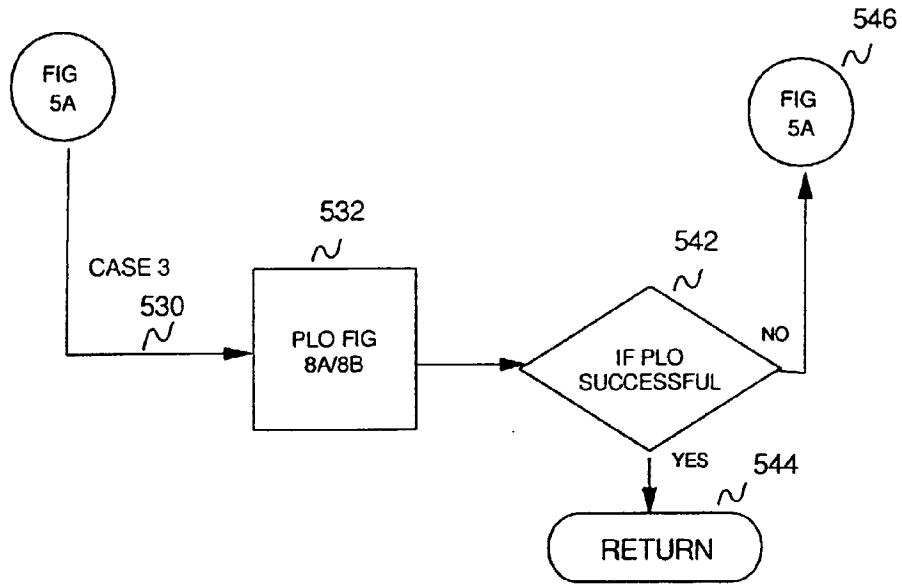 FIG
5A
CASE 3
530
532
PLO FIG
8A/8B
542
IF PLO
SUCCESSFUL
NO
546
FIG
5A
YES
544
RETURN